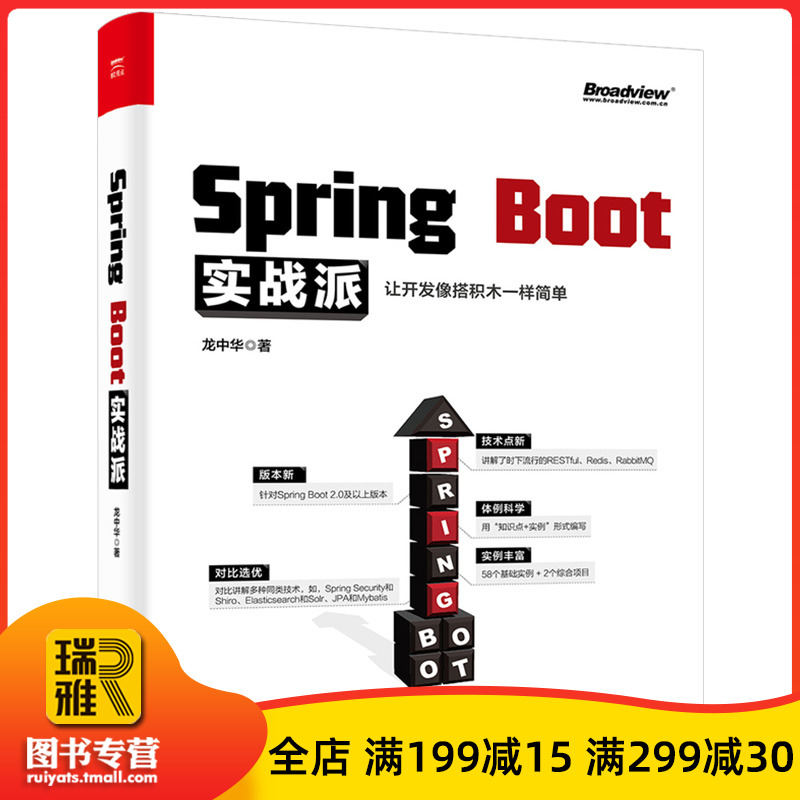 Broadview®
www.broadview.com.cn
Spring Boot
实战派
让开发像搭积木一样简单
龙中华◎著
Spring Boot
实战派
龙中华◎著
SPRING
BO
OT
技术点新
讲解了时下流行的RESTful、Redis、RabbitMQ
版本新
针对Spring Boot 2.0及以上版本
体例科学
用“知识点+实例”形式编写
实例丰富
58个基础实例 + 2个综合项目
对比选优
对比讲解多种同类技术，如，Spring Security和
Shiro、Elasticsearch和Solr、JPA和Mybatis
瑞雅 R
图书专营
ruiyats.tmall.com
全店 满199减15 满299减30